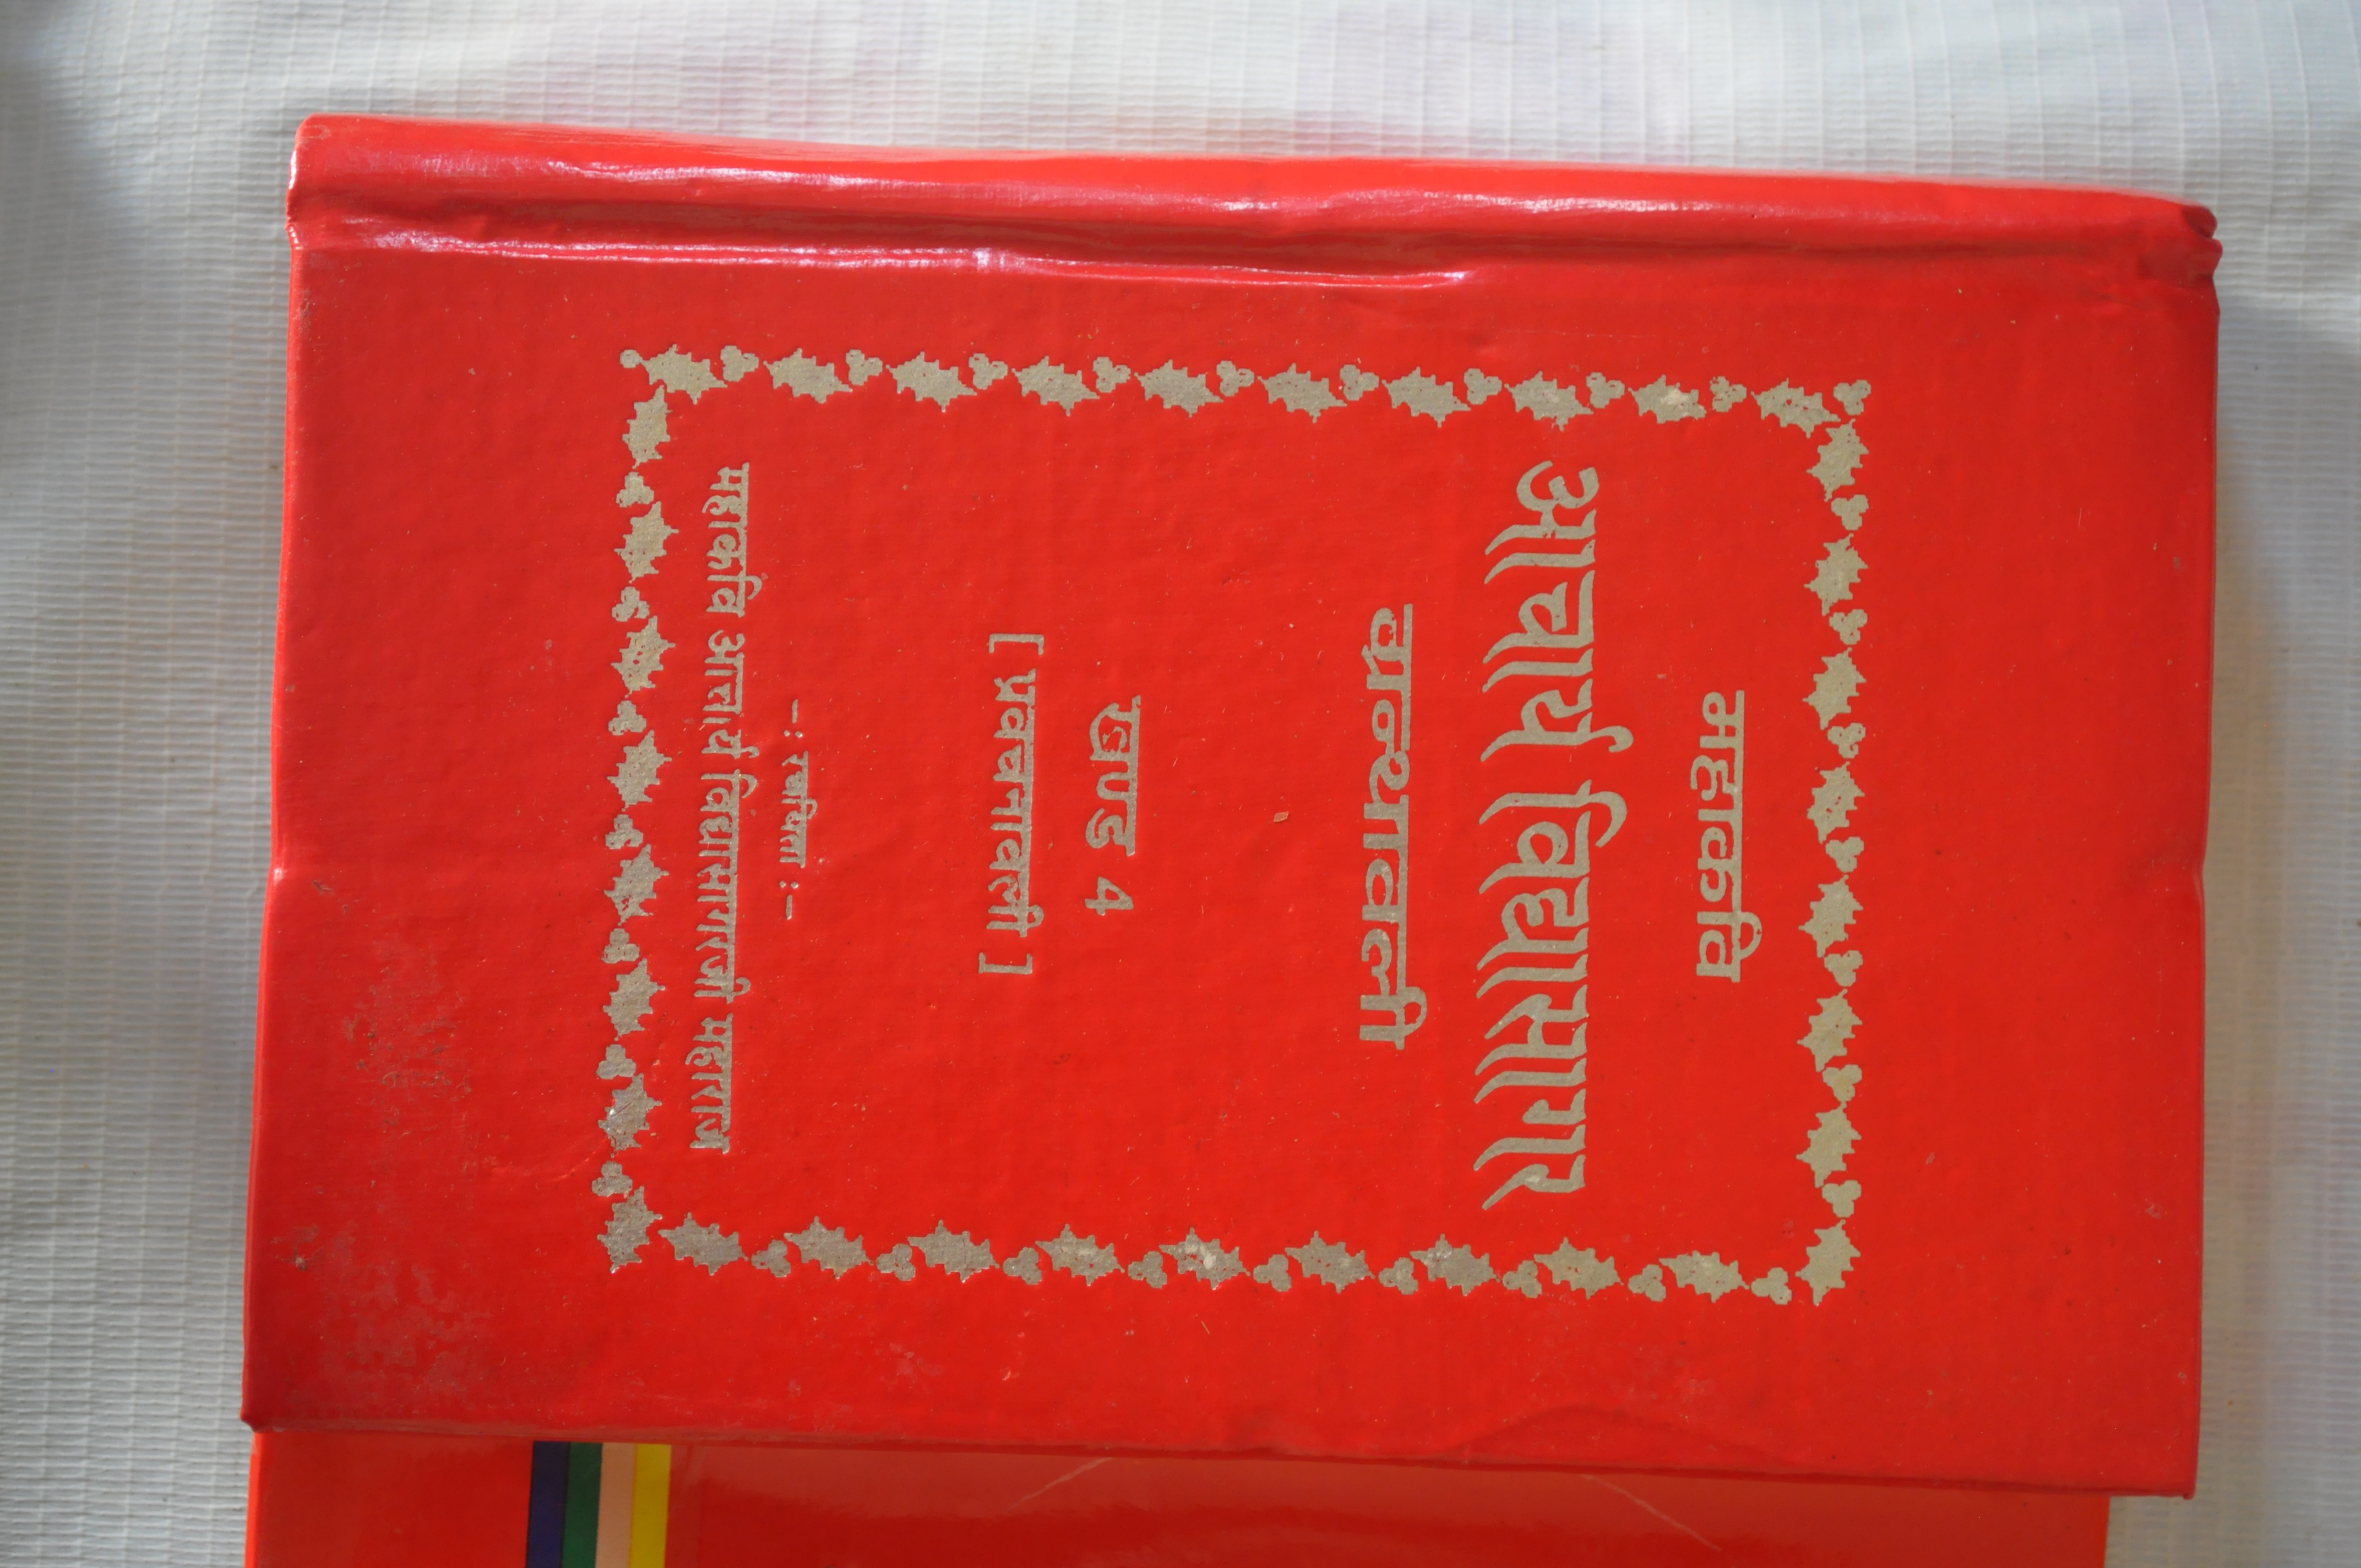 महाकवि
आचार्य विद्यासागर
ग्रन्थावली
खण्ड 4
[ प्रवचनावली ]
-: रचयिता :-
महाकवि आचार्य विद्यासागरजी महाराज